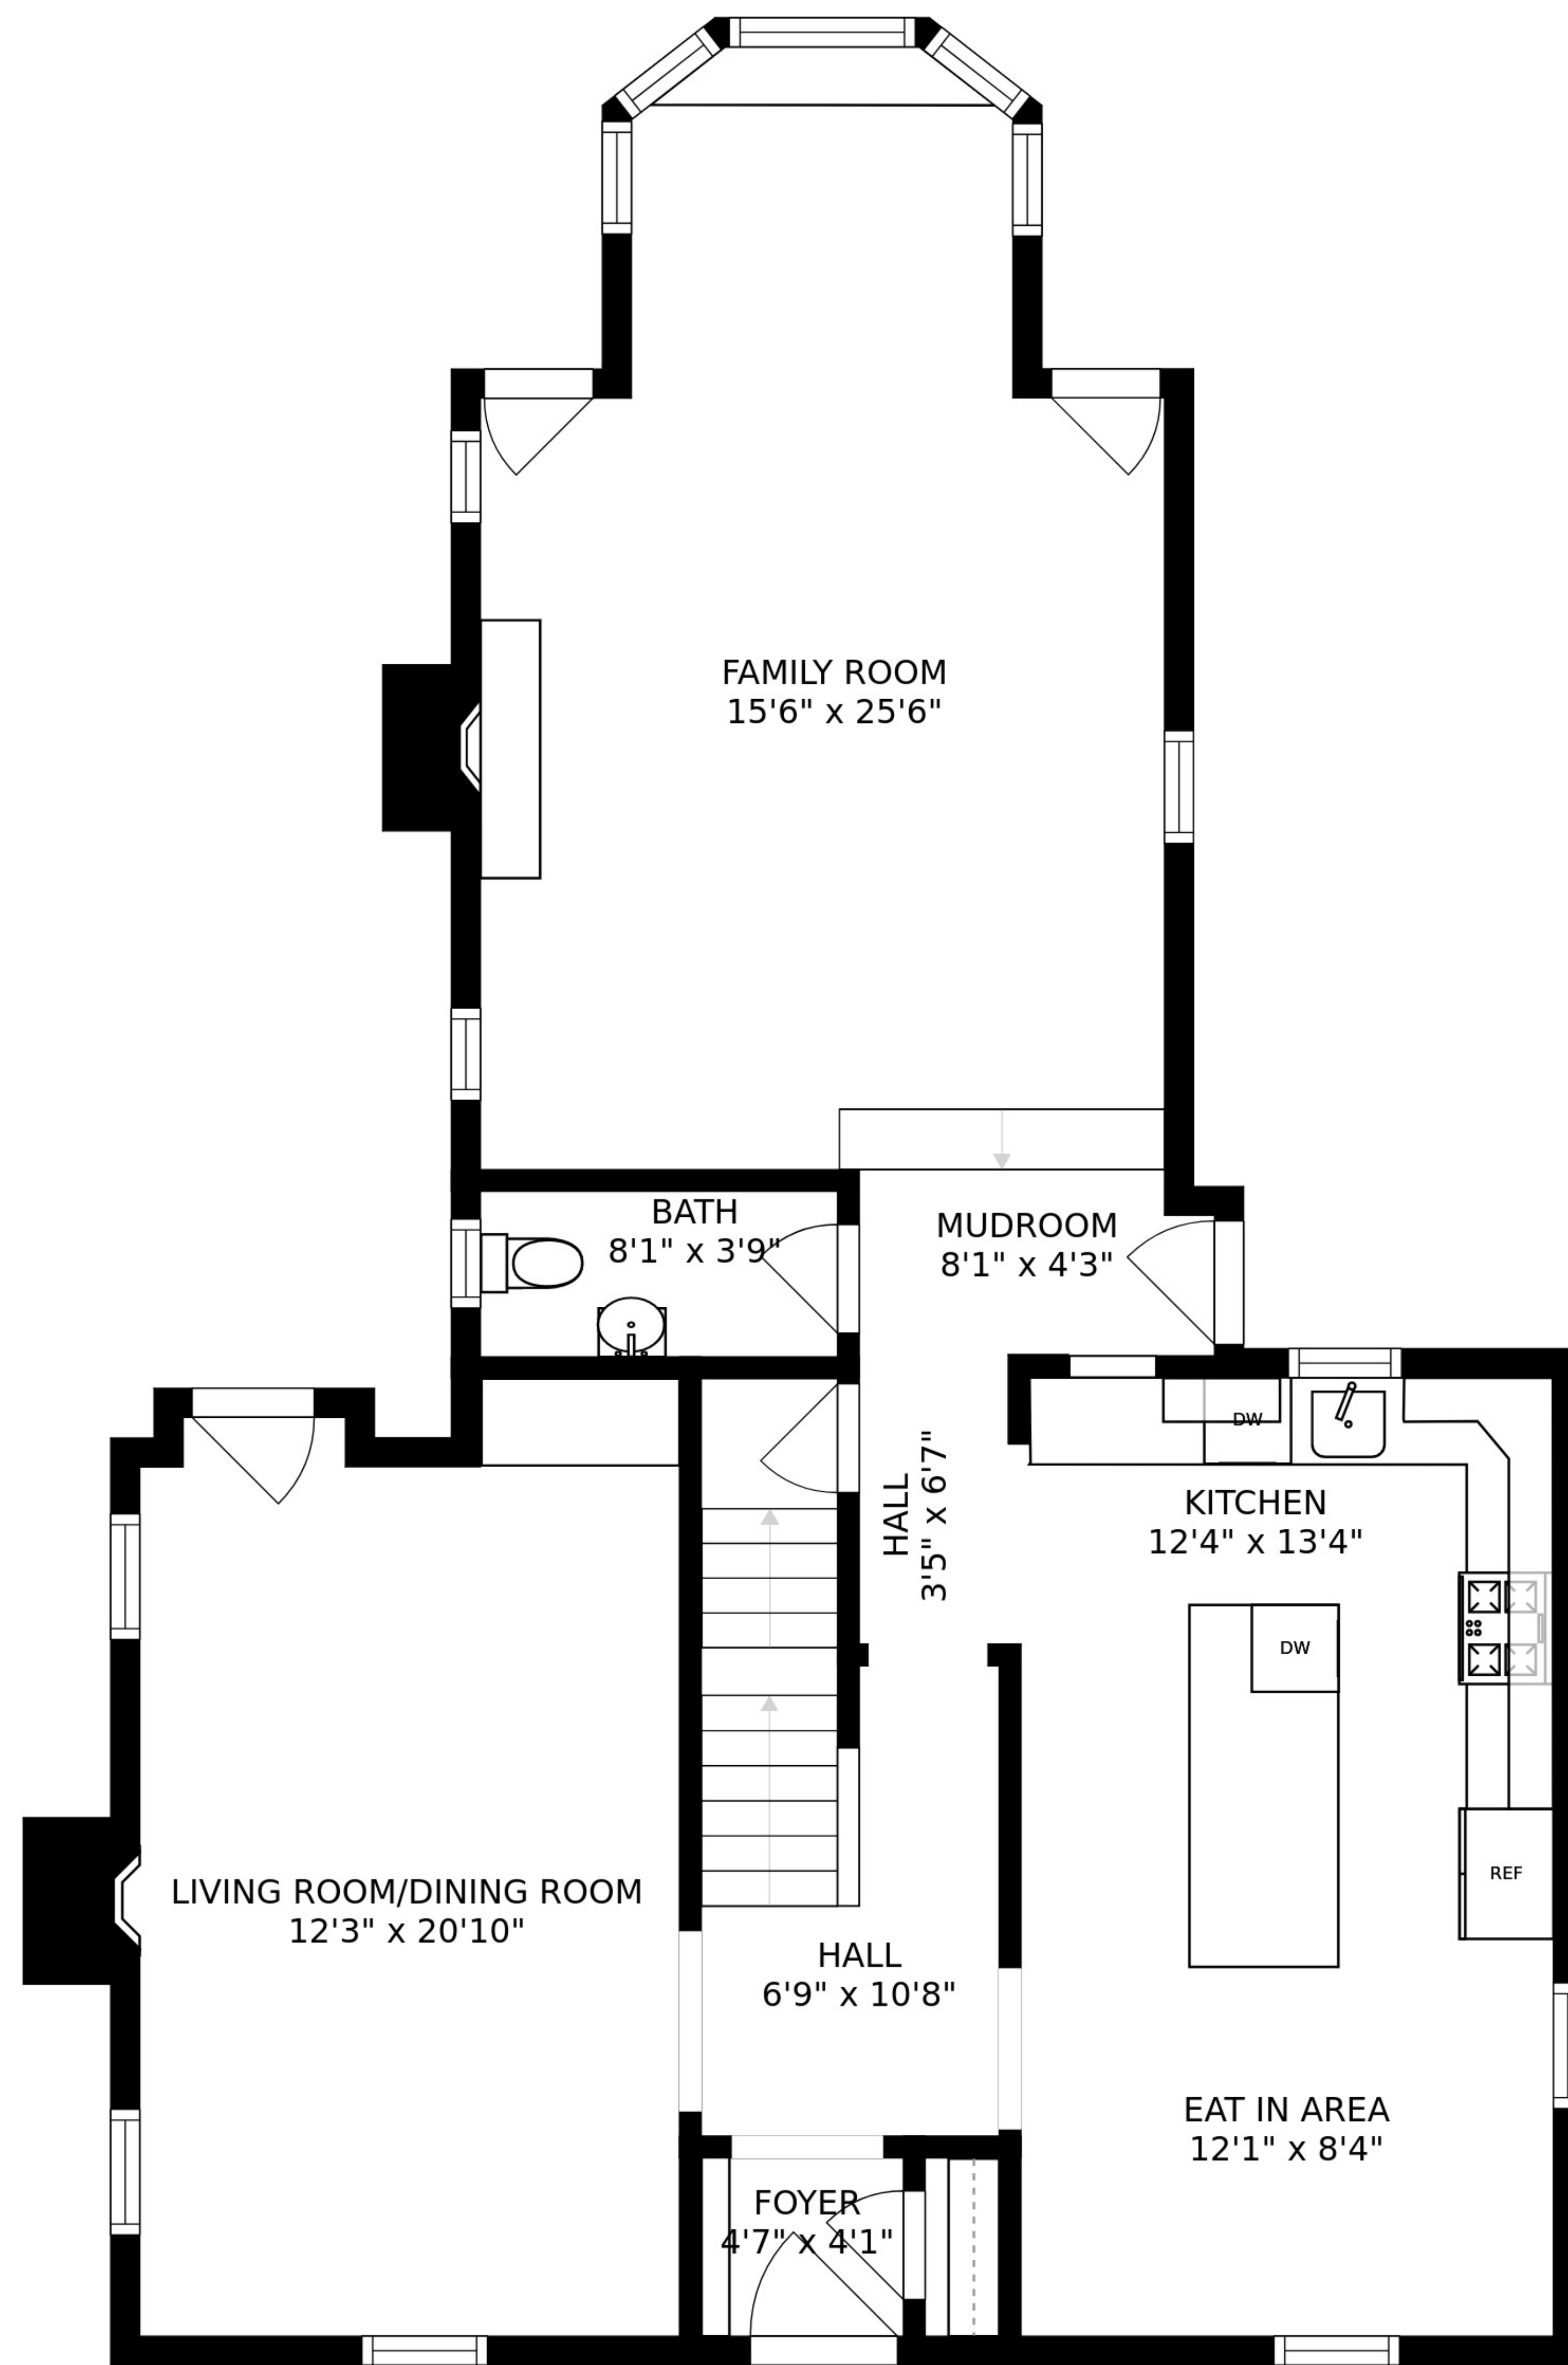 FAMILY ROOM
15'6" x 25'6"
BATH
8'1" x 3'9"
MUDROOM
8'1" x 4'3"
DW
HALL
3'5" x 6'7"
KITCHEN
12'4" x 13'4"
DW
REF
LIVING ROOM/DINING ROOM
12'3" x 20'10"
HALL
6'9" x 10'8"
EAT IN AREA
12'1" x 8'4"
FOYER
4'7" x 4'1"